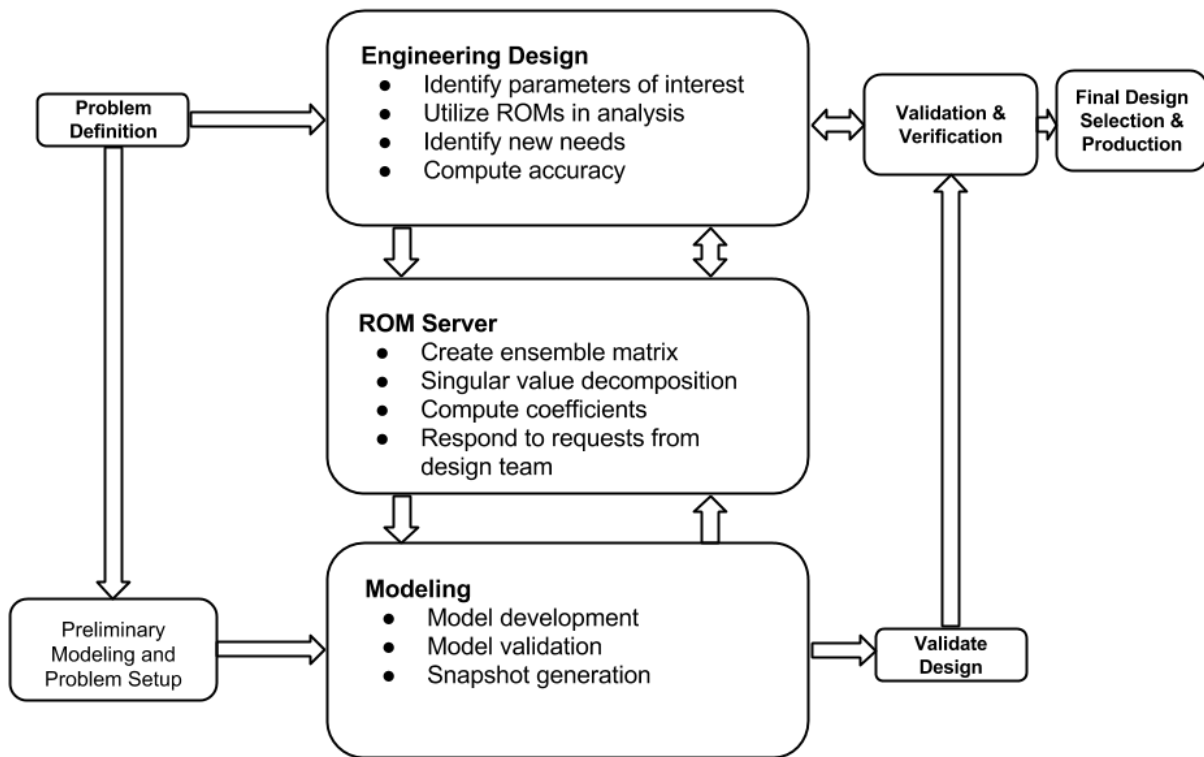 Engineering Design
● Identify parameters of interest
● Utilize ROMs in analysis
● Identify new needs
● Compute accuracy
Problem
Definition
Validation &
Verification
Final Design
Selection &
Production
ROM Server
● Create ensemble matrix
● Singular value decomposition
● Compute coefficients
● Respond to requests from
design team
Preliminary
Modeling and
Problem Setup
Modeling
● Model development
● Model validation
● Snapshot generation
Validate
Design